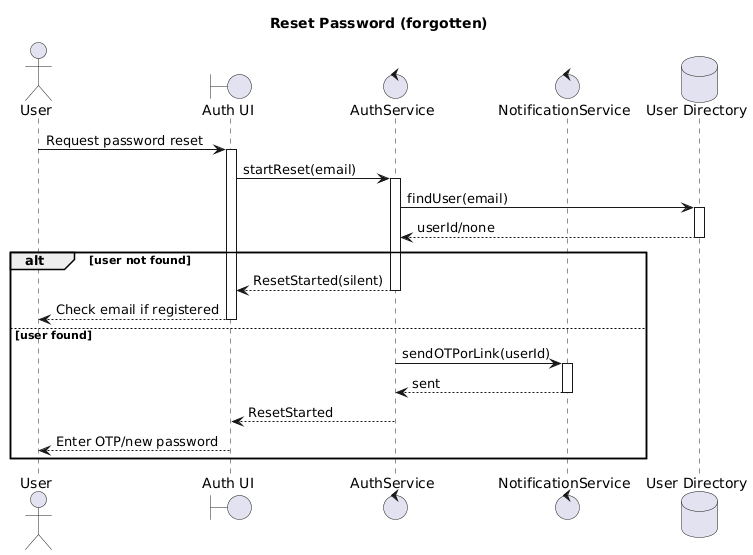 Reset Password (forgotten)
User
Auth UI
AuthService
NotificationService
User Directory
Request password reset
startReset(email)
findUser(email)
userId/none
alt
[user not found]
ResetStarted(silent)
Check email if registered
[user found]
sendOTPorLink(userId)
sent
ResetStarted
Enter OTP/new password
User
Auth UI
AuthService
NotificationService
User Directory